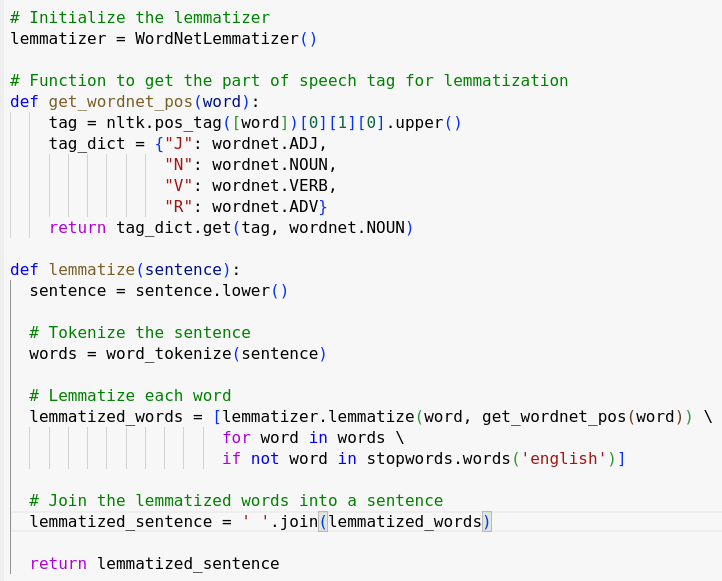 # Initialize the lemmatizer
lemmatizer = WordNetLemmatizer()

# Function to get the part of speech tag for lemmatization
def get_wordnet_pos(word):
    tag = nltk.pos_tag([word])[0][1][0].upper()
    tag_dict = {"J": wordnet.ADJ,
                "N": wordnet.NOUN,
                "V": wordnet.VERB,
                "R": wordnet.ADV}
    return tag_dict.get(tag, wordnet.NOUN)

def lemmatize(sentence):
  sentence = sentence.lower()

  # Tokenize the sentence
  words = word_tokenize(sentence)

  # Lemmatize each word
  lemmatized_words = [lemmatizer.lemmatize(word, get_wordnet_pos(word)) \
                      for word in words \
                      if not word in stopwords.words('english')]

  # Join the lemmatized words into a sentence
  lemmatized_sentence = ' '.join(lemmatized_words)

  return lemmatized_sentence